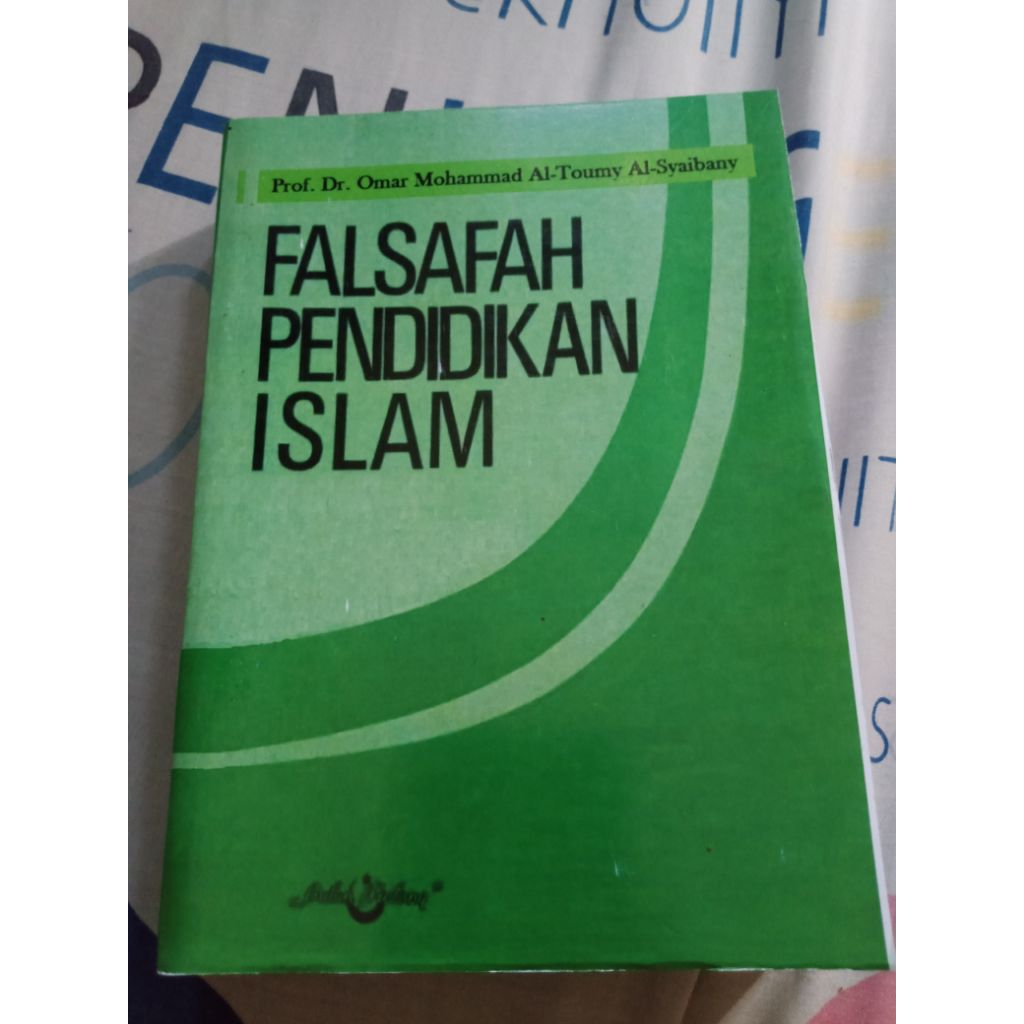 Prof. Dr. Omar Mohammad Al-Toumy Al-Syaibany
FALSAFAH
PENDIDIKAN
ISLAM